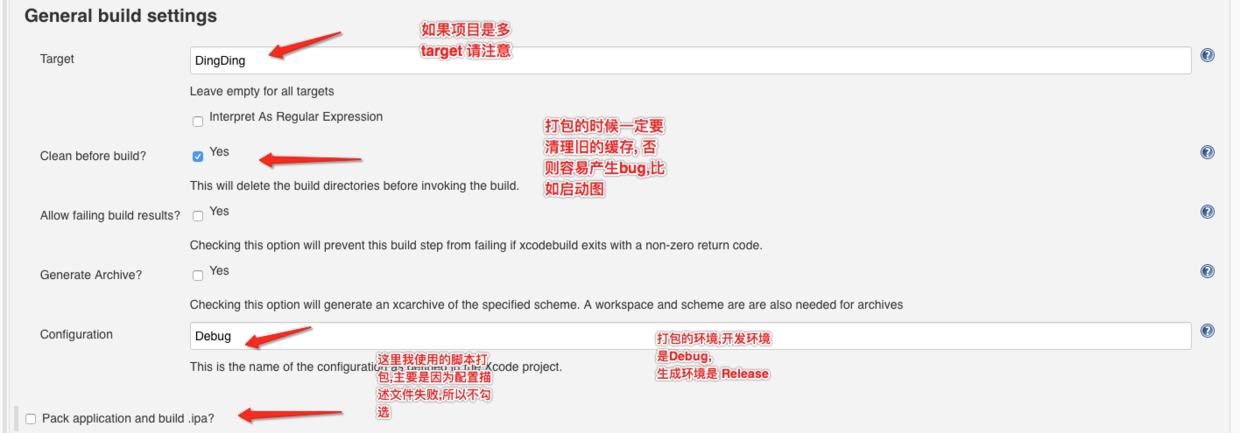 General build settings
如果项目是多
target 请注意
Target
DingDing
Leave empty for all targets
Interpret As Regular Expression
打包的时候一定要
清理旧的缓存, 否
则容易产生bug,比
如启动图
Clean before build?
Yes
This will delete the build directories before invoking the build.
Allow failing build results?
Yes
Checking this option will prevent this build step from failing if xcodebuild exits with a non-zero return code.
Generate Archive?
Yes
Checking this option will generate an xcarchive of the specified scheme. A workspace and scheme are are also needed for archives
Configuration
Debug
打包的环境,开发环境
是Debug,
生成环境是 Release
This is the name of the configuration as defined in the Xcode project.
这里我使用的脚本打
包,主要是因为配置描
述文件失败,所以不勾
选
Pack application and build .ipa?